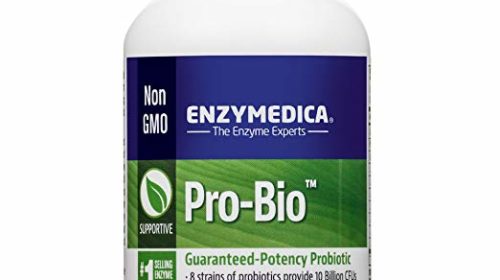 Non
GMO
ENZYMEDICA®
The Enzyme Experts
Pro-Bio™
SUPPORTIVE
Guaranteed-Potency Probiotic
• 8 strains of probiotics provide 10 Billion CFUs
#1 SELLING
ENZYME